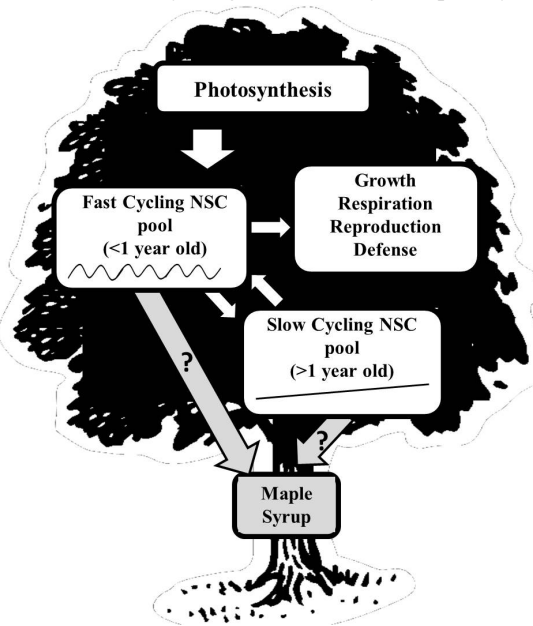 Photosynthesis
Fast Cycling NSC
pool
(<1 year old)
Growth
Respiration
Reproduction
Defense
Slow Cycling NSC
pool
(>1 year old)
?
?
Maple
Syrup